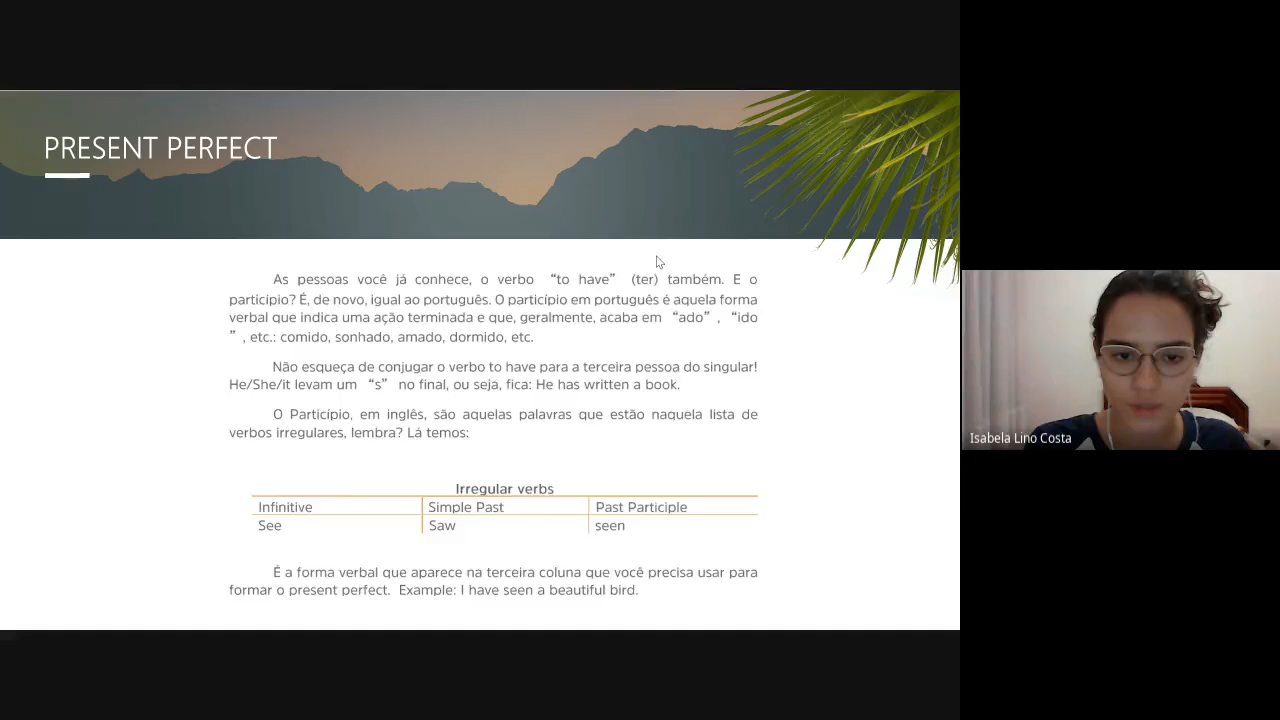 PRESENT PERFECT
As pessoas você já conhece, o verbo “to have” (ter) também. E o
particípio? É, de novo, igual ao português. O particípio em português é aquela forma
verbal que indica uma ação terminada e que, geralmente, acaba em “ado”, “ido
”, etc.: comido, sonhado, amado, dormido, etc.
Não esqueça de conjugar o verbo to have para a terceira pessoa do singular!
He/She/it levam um “s” no final, ou seja, fica: He has written a book.
O Particípio, em inglês, são aquelas palavras que estão naquela lista de
verbos irregulares, lembra? Lá temos:
Irregular verbs
Infinitive Simple Past Past Participle
See Saw seen
É a forma verbal que aparece na terceira coluna que você precisa usar para
formar o present perfect. Example: I have seen a beautiful bird.
Isabela Lino Costa